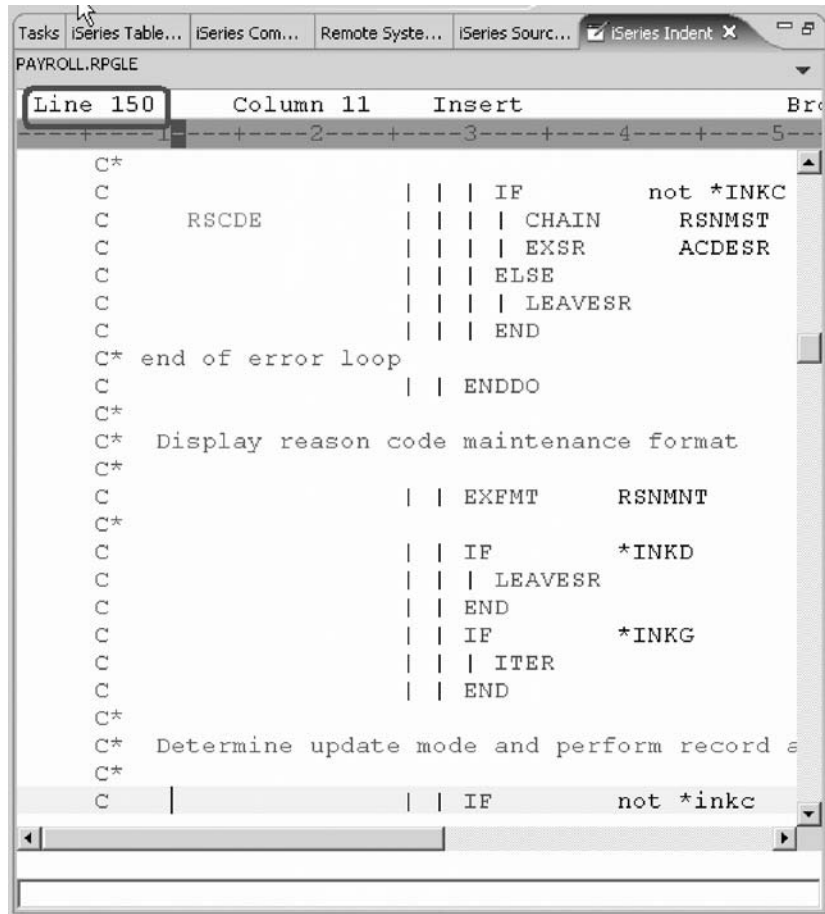 Tasks iSeries Table... iSeries Com... Remote Syste... iSeries Sourc... iSeries Indent
PAYROLL.RPGLE
Line 150 Column 11 Insert Bro
----+----1----+----2----+----3----+----4----+----5---
C*
C | | | IF not *INKC
C RSCDE | | | | CHAIN RSNMST
C | | | | EXSR ACDESR
C | | | ELSE
C | | | | LEAVESR
C | | | END
C* end of error loop
C | | ENDDO
C*
C* Display reason code maintenance format
C*
C | | EXFMT RSNMNT
C*
C | | IF *INKD
C | | | LEAVESR
C | | END
C | | IF *INKG
C | | | ITER
C | | END
C*
C* Determine update mode and perform record a
C*
C | | IF not *inkc